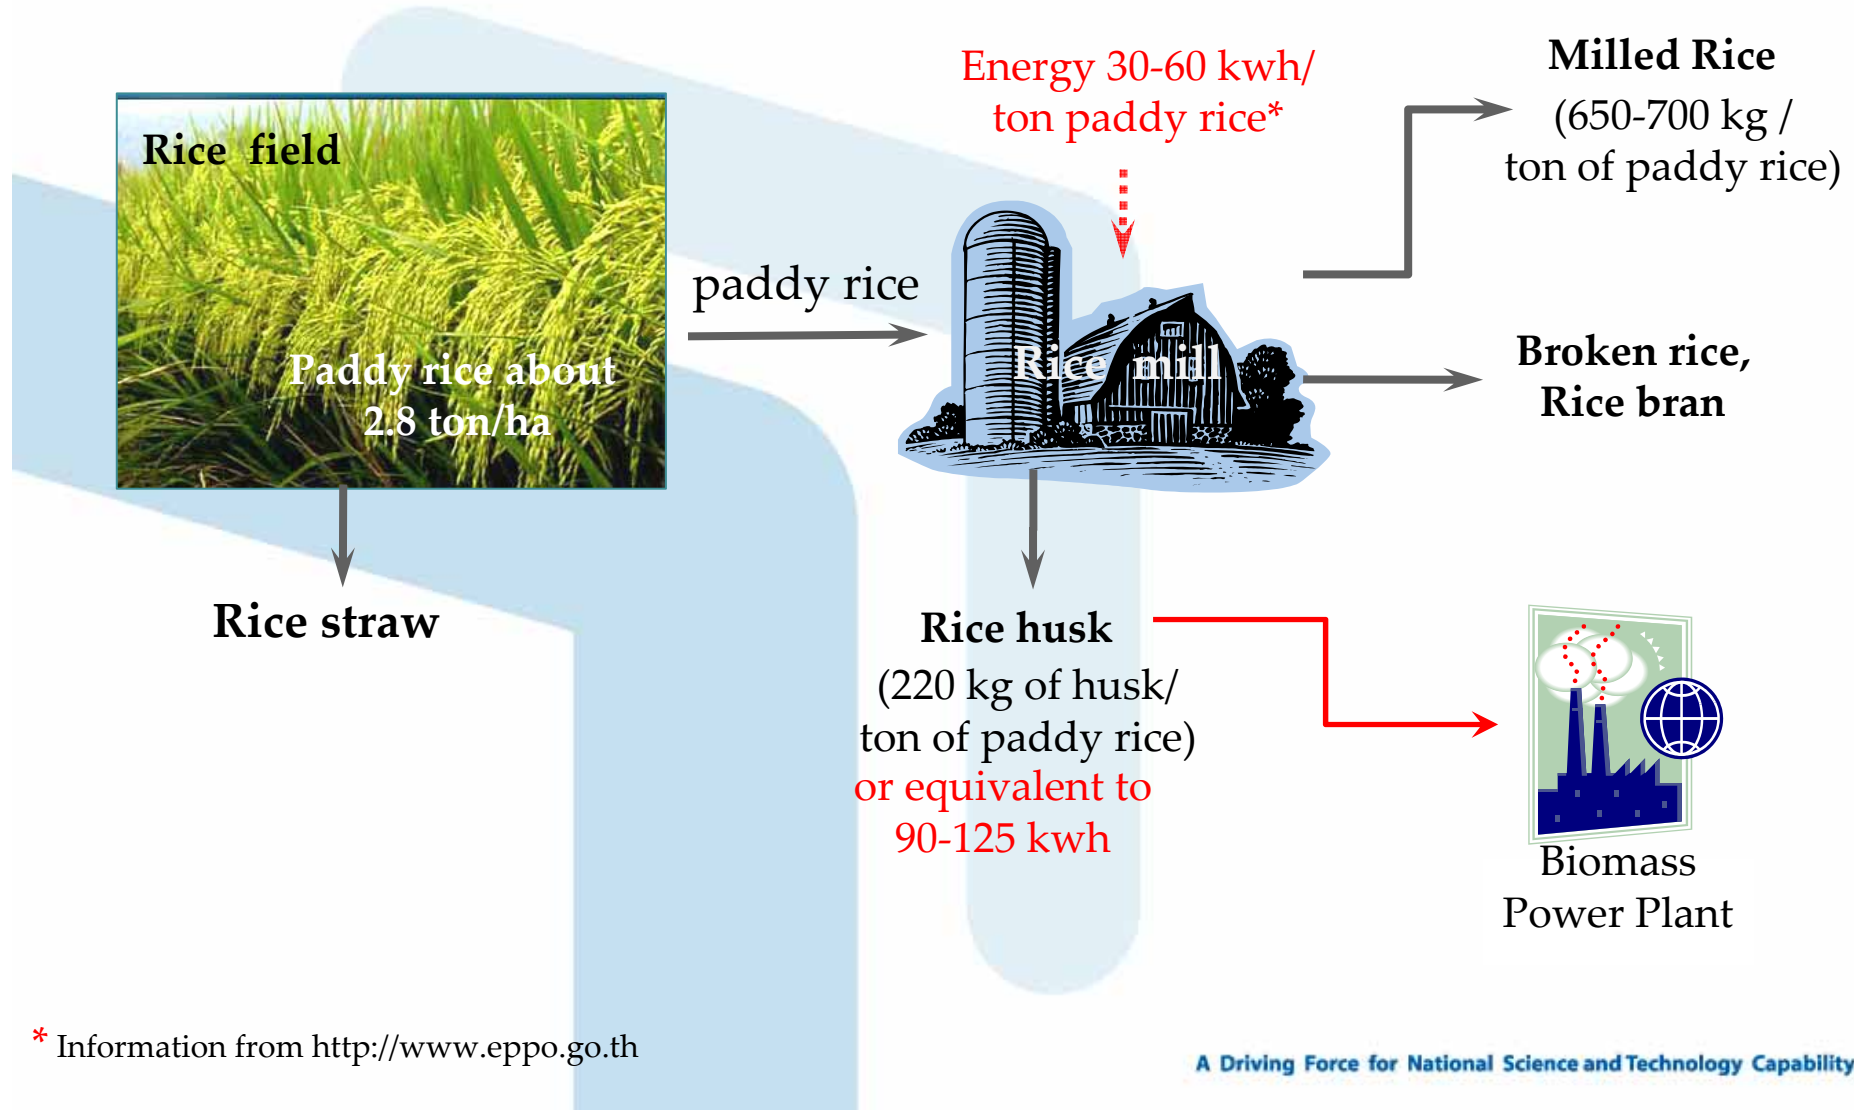 Rice field
Paddy rice about
2.8 ton/ha
Rice straw
paddy rice
Energy 30-60 kwh/
ton paddy rice*
Rice mill
Milled Rice
(650-700 kg /
ton of paddy rice)
Broken rice,
Rice bran
Rice husk
(220 kg of husk/
ton of paddy rice)
or equivalent to
90-125 kwh
Biomass
Power Plant
* Information from http://www.eppo.go.th
A Driving Force for National Science and Technology Capability